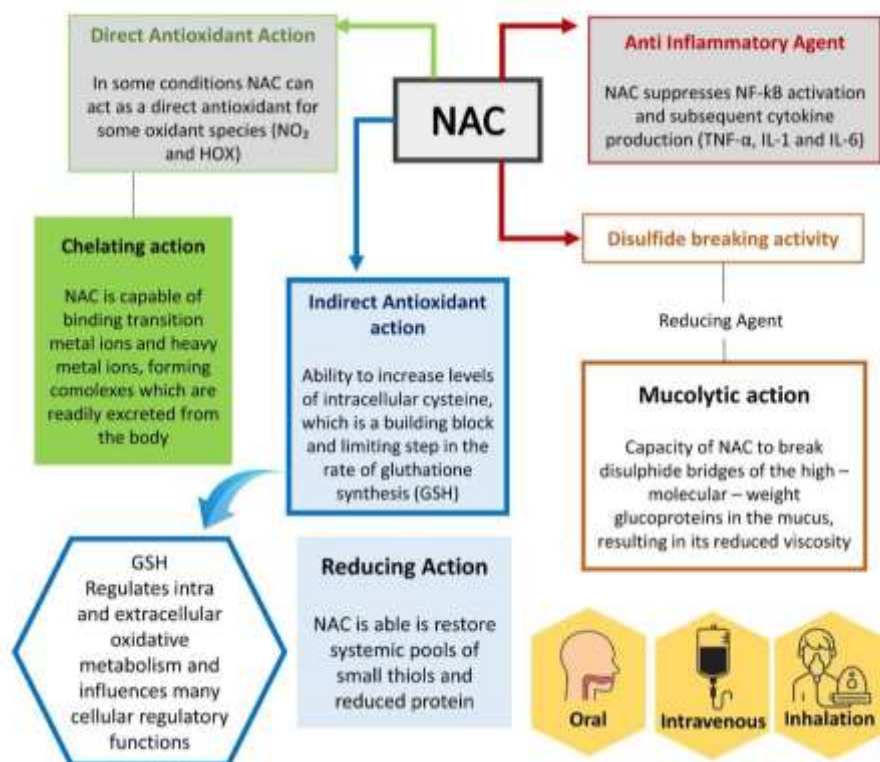 NAC
Direct Antioxidant Action
In some conditions NAC can
act as a direct antioxidant for
some oxidant species (NO₂
and HOX)
Anti Inflammatory Agent
NAC suppresses NF-kB activation
and subsequent cytokine
production (TNF-α, IL-1 and IL-6)
Chelating action
NAC is capable of
binding transition
metal ions and heavy
metal ions, forming
comolexes which are
readily excreted from
the body
Indirect Antioxidant
action
Ability to increase levels
of intracellular cysteine,
which is a building block
and limiting step in the
rate of gluthatione
synthesis (GSH)
Disulfide breaking activity
Reducing Agent
Mucolytic action
Capacity of NAC to break
disulphide bridges of the high –
molecular – weight
glucoproteins in the mucus,
resulting in its reduced viscosity
GSH
Regulates intra
and extracellular
oxidative
metabolism and
influences many
cellular regulatory
functions
Reducing Action
NAC is able is restore
systemic pools of
small thiols and
reduced protein
Oral
Intravenous
Inhalation